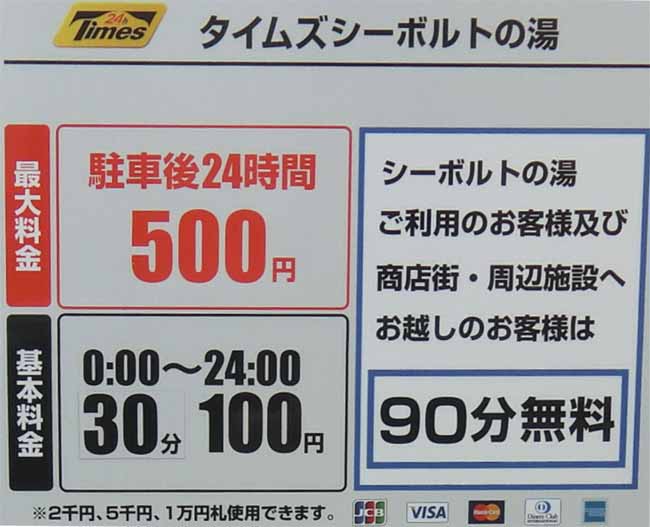 24h
Times
タイムズシーボルトの湯
最大料金
駐車後24時間
500円
基本料金
0:00～24:00
30分 100円
シーボルトの湯
ご利用のお客様及び
商店街・周辺施設へ
お越しのお客様は
90分無料
※2千円、5千円、1万円札使用できます。
JCB VISA MasterCard Diners Club